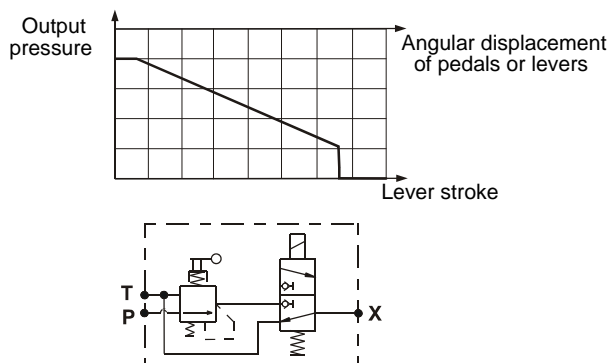 Output
pressure
Angular displacement
of pedals or levers
Lever stroke
T
P
X